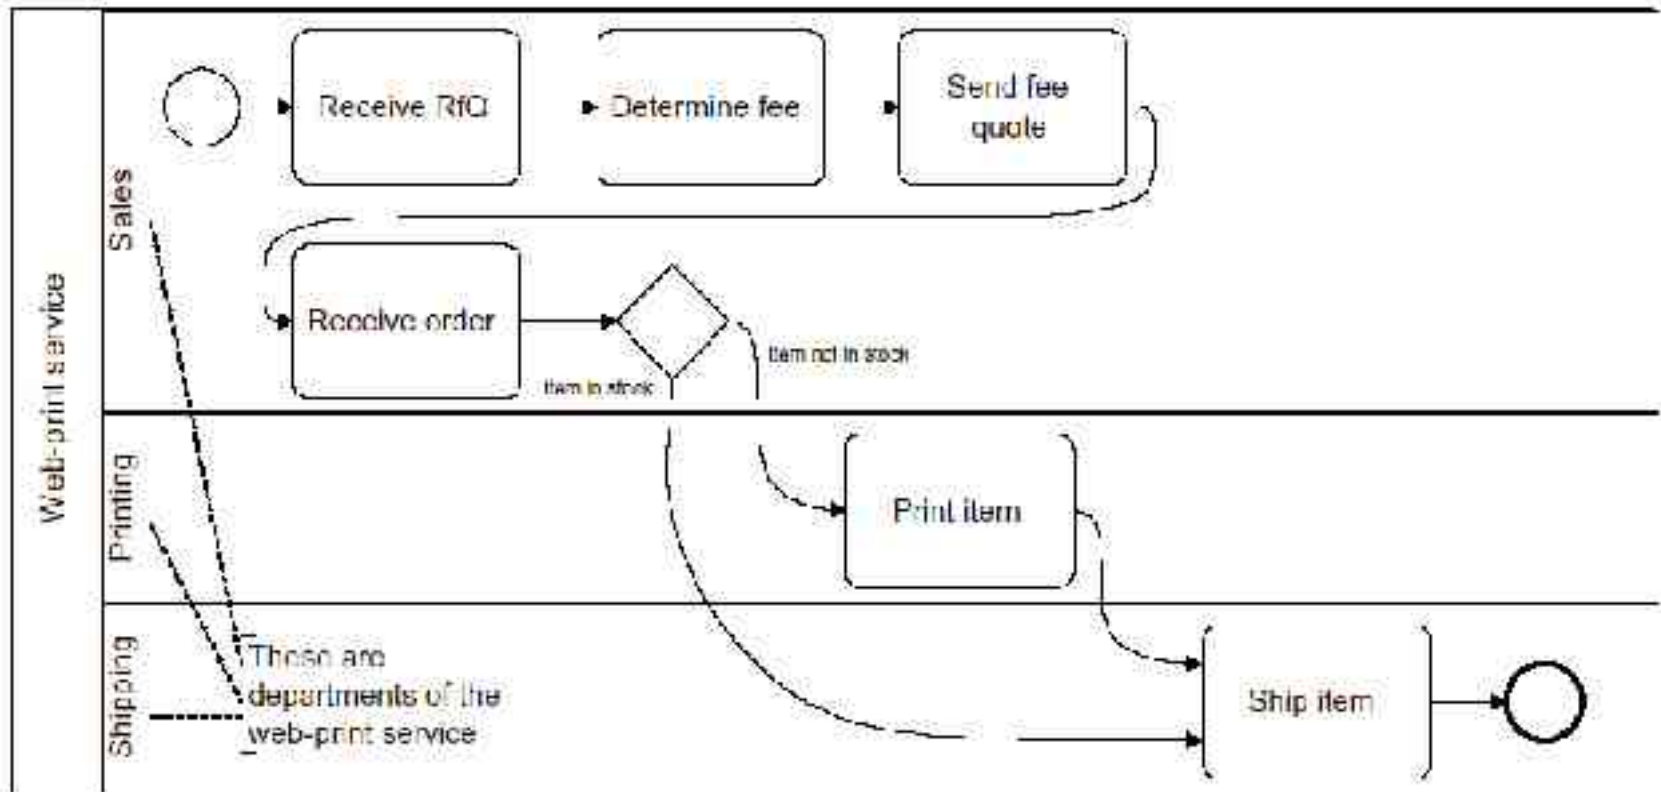 Web-print service
Sales
Receive RfQ
Determine fee
Send fee
quote
Receive order
Item in stock
Item not in stock
Printing
Print item
Shipping
These are
departments of the
web-print service
Ship item